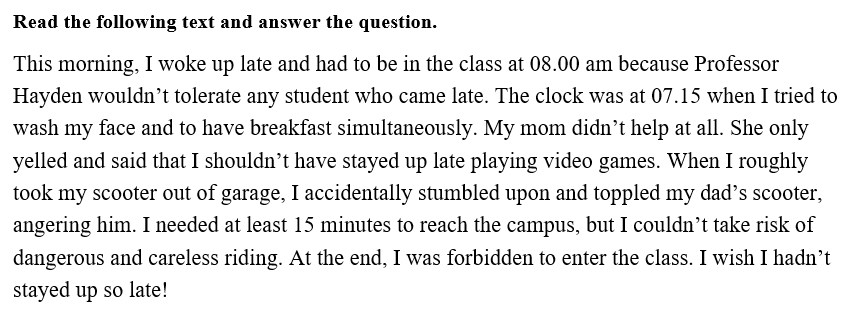 Read the following text and answer the question.
This morning, I woke up late and had to be in the class at 08.00 am because Professor
Hayden wouldn’t tolerate any student who came late. The clock was at 07.15 when I tried to
wash my face and to have breakfast simultaneously. My mom didn’t help at all. She only
yelled and said that I shouldn’t have stayed up late playing video games. When I roughly
took my scooter out of garage, I accidentally stumbled upon and toppled my dad’s scooter,
angering him. I needed at least 15 minutes to reach the campus, but I couldn’t take risk of
dangerous and careless riding. At the end, I was forbidden to enter the class. I wish I hadn’t
stayed up so late!